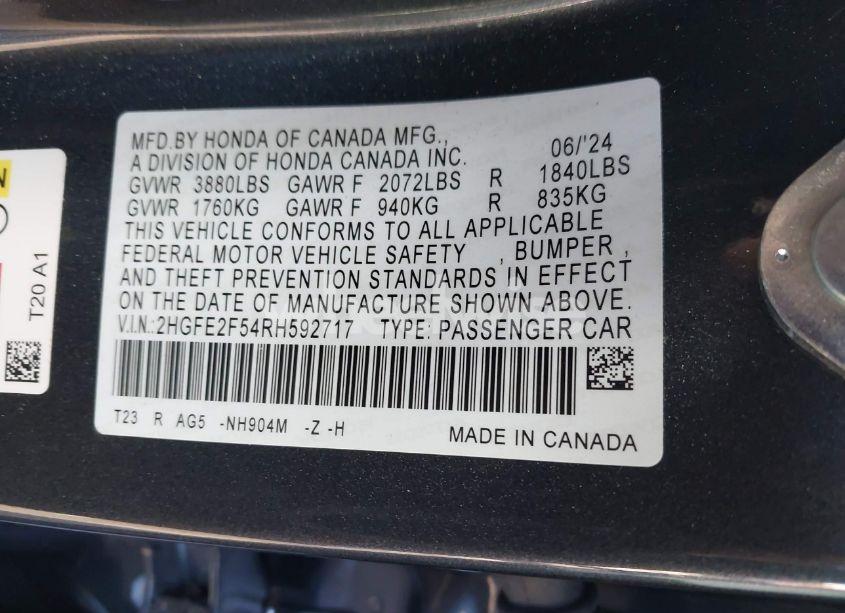 MFD.BY HONDA OF CANADA MFG., 06/'24
A DIVISION OF HONDA CANADA INC.
GVWR 3880LBS GAWR F 2072LBS R 1840LBS
GVWR 1760KG GAWR F 940KG R 835KG
THIS VEHICLE CONFORMS TO ALL APPLICABLE
FEDERAL MOTOR VEHICLE SAFETY , BUMPER ,
AND THEFT PREVENTION STANDARDS IN EFFECT
ON THE DATE OF MANUFACTURE SHOWN ABOVE.
V.I.N.:2HGFE2F54RH592717 TYPE: PASSENGER CAR
T23 R AG5 -NH904M -Z -H
MADE IN CANADA
T20 A1